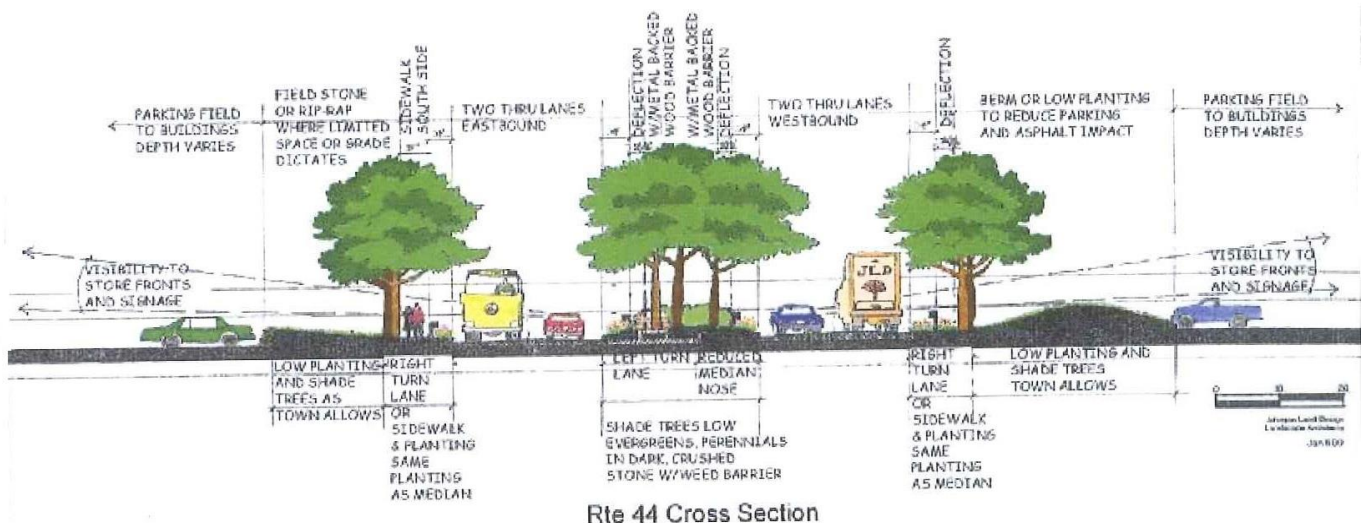 PARKING FIELD
TO BUILDINGS
DEPTH VARIES
FIELD STONE
OR RIP-RAP
WHERE LIMITED
SPACE OR GRADE
DICTATES
SIDEWALK
SOUTH SIDE
TWO THRU LANES
EASTBOUND
DEFLECTION
W/METAL BACKED
WOOD BARRIER
W/METAL BACKED
WOOD BARRIER
DEFLECTION
TWO THRU LANES
WESTBOUND
DEFLECTION
BERM OR LOW PLANTING
TO REDUCE PARKING
AND ASPHALT IMPACT
PARKING FIELD
TO BUILDINGS
DEPTH VARIES
VISIBILITY TO
STORE FRONTS
AND SIGNAGE
JLD
VISIBILITY TO
STORE FRONTS
AND SIGNAGE
LOW PLANTING
AND SHADE
TREES AS
TOWN ALLOWS
RIGHT
TURN
LANE
OR
SIDEWALK
& PLANTING
SAME
PLANTING
AS MEDIAN
LEFT TURN
LANE
REDUCED
MEDIAN
NOSE
SHADE TREES LOW
EVERGREENS, PERENNIALS
IN DARK, CRUSHED
STONE W/WEED BARRIER
RIGHT
TURN
LANE
OR
SIDEWALK
& PLANTING
SAME
PLANTING
AS MEDIAN
LOW PLANTING AND
SHADE TREES
TOWN ALLOWS
0 10 20
Johnson Land Design
Landscape Architects
Rte 44 Cross Section